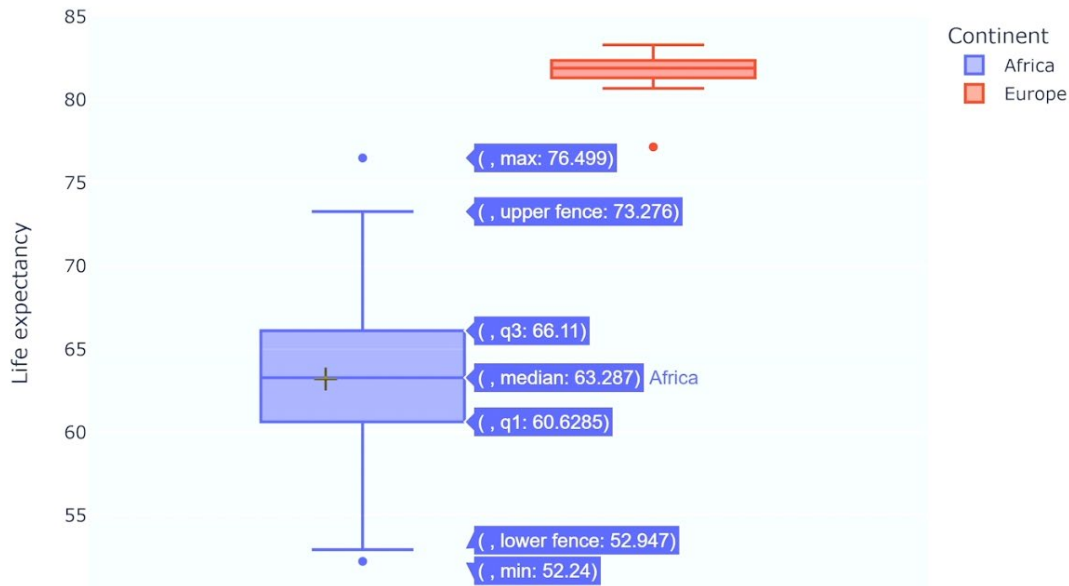 85
Continent
Africa
Europe
80
( , max: 76.499)
75
( , upper fence: 73.276)
Life expectancy
70
( , q3: 66.11)
65
( , median: 63.287) Africa
( , q1: 60.6285)
60
55
( , lower fence: 52.947)
( , min: 52.24)